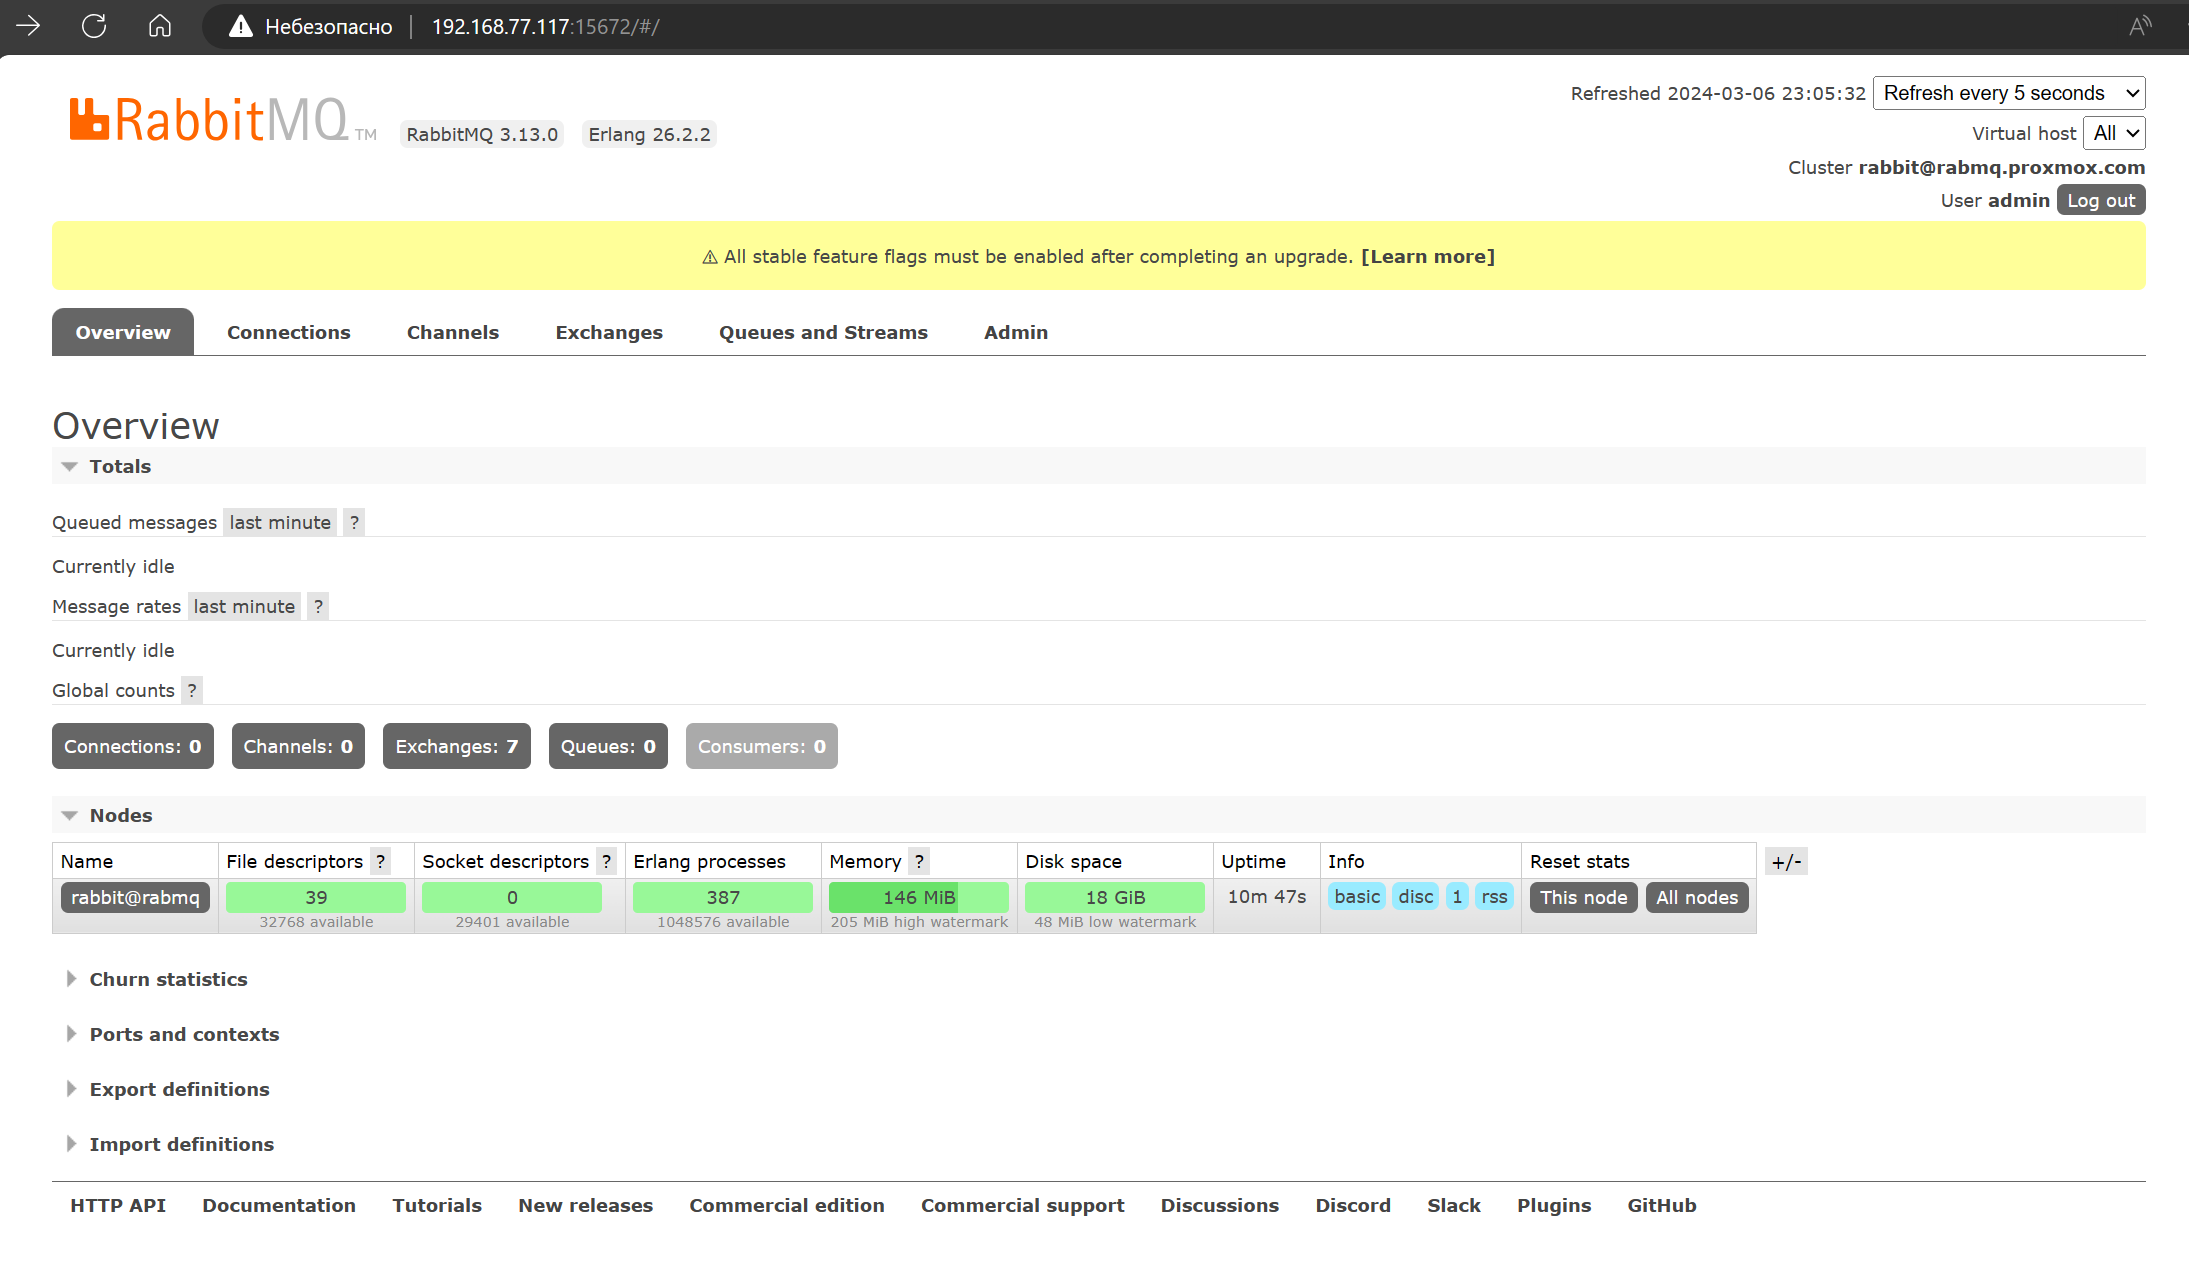 Небезопасно | 192.168.77.117:15672/#/
RabbitMQ TM RabbitMQ 3.13.0 Erlang 26.2.2
Refreshed 2024-03-06 23:05:32 Refresh every 5 seconds
Virtual host All
Cluster rabbit@rabmq.proxmox.com
User admin Log out
⚠ All stable feature flags must be enabled after completing an upgrade. [Learn more]
Overview Connections Channels Exchanges Queues and Streams Admin
Overview
Totals
Queued messages last minute ?
Currently idle
Message rates last minute ?
Currently idle
Global counts ?
Connections: 0 Channels: 0 Exchanges: 7 Queues: 0 Consumers: 0
Nodes
Name File descriptors ? Socket descriptors ? Erlang processes Memory ? Disk space Uptime Info Reset stats +/-
rabbit@rabmq 39 0 387 146 MiB 18 GiB 10m 47s basic disc 1 rss This node All nodes
32768 available 29401 available 1048576 available 205 MiB high watermark 48 MiB low watermark
Churn statistics
Ports and contexts
Export definitions
Import definitions
HTTP API Documentation Tutorials New releases Commercial edition Commercial support Discussions Discord Slack Plugins GitHub